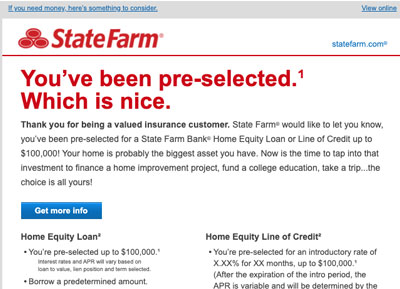 If you need money, here's something to consider. View online
StateFarm®
statefarm.com®
You've been pre-selected.¹
Which is nice.
Thank you for being a valued insurance customer. State Farm® would like to let you know,
you've been pre-selected for a State Farm Bank® Home Equity Loan or Line of Credit up to
$100,000! Your home is probably the biggest asset you have. Now is the time to tap into that
investment to finance a home improvement project, fund a college education, take a trip...the
choice is all yours!
Get more info
Home Equity Loan²
• You're pre-selected up to $100,000.¹
Interest rates and APR will vary based on
loan to value, lien position and term selected.
• Borrow a predetermined amount.
Home Equity Line of Credit²
• You're pre-selected for an introductory rate of
X.XX% for XX months, up to $100,000.¹
(After the expiration of the intro period, the
APR is variable and will be determined by the